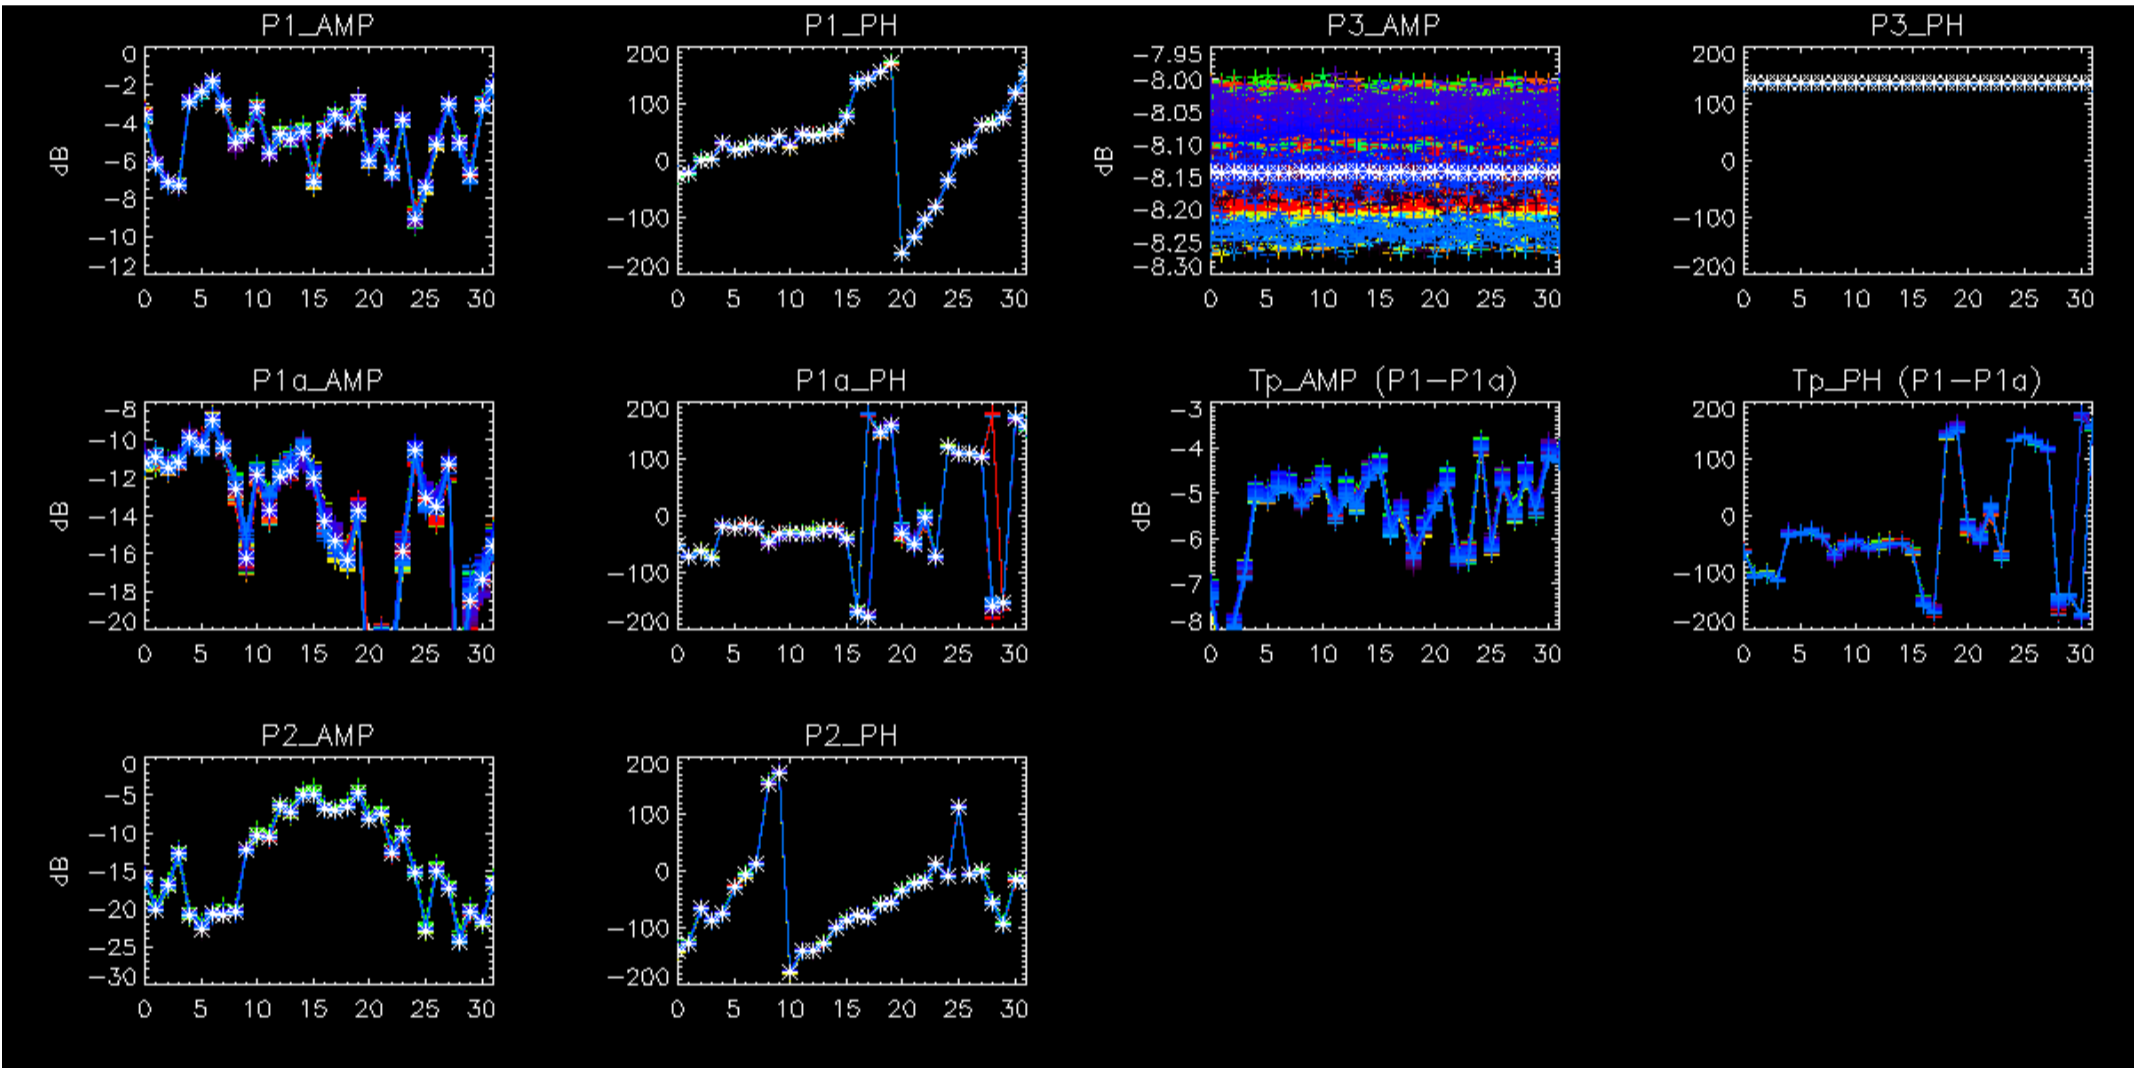 P1_AMP
P1_PH
P3_AMP
P3_PH
0
−2
−4
−6
−8
−10
−12
dB
0 5 10 15 20 25 30
200
100
0
−100
−200
0 5 10 15 20 25 30
−7.95
−8.00
−8.05
−8.10
−8.15
−8.20
−8.25
−8.30
dB
0 5 10 15 20 25 30
200
100
0
−100
−200
0 5 10 15 20 25 30
P1a_AMP
P1a_PH
Tp_AMP (P1−P1a)
Tp_PH (P1−P1a)
−8
−10
−12
−14
−16
−18
−20
dB
0 5 10 15 20 25 30
200
100
0
−100
−200
0 5 10 15 20 25 30
−3
−4
−5
−6
−7
−8
dB
0 5 10 15 20 25 30
200
100
0
−100
−200
0 5 10 15 20 25 30
P2_AMP
P2_PH
0
−5
−10
−15
−20
−25
−30
dB
0 5 10 15 20 25 30
200
100
0
−100
−200
0 5 10 15 20 25 30